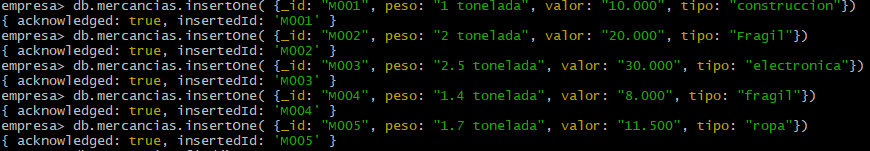 empresa> db.mercancias.insertOne( {_id: "M001", peso: "1 tonelada", valor: "10.000", tipo: "construccion"})
{ acknowledged: true, insertedId: 'M001' }
empresa> db.mercancias.insertOne( {_id: "M002", peso: "2 tonelada", valor: "20.000", tipo: "Fragil"})
{ acknowledged: true, insertedId: 'M002' }
empresa> db.mercancias.insertOne( {_id: "M003", peso: "2.5 tonelada", valor: "30.000", tipo: "electronica"})
{ acknowledged: true, insertedId: 'M003' }
empresa> db.mercancias.insertOne( {_id: "M004", peso: "1.4 tonelada", valor: "8.000", tipo: "fragil"})
{ acknowledged: true, insertedId: 'M004' }
empresa> db.mercancias.insertOne( {_id: "M005", peso: "1.7 tonelada", valor: "11.500", tipo: "ropa"})
{ acknowledged: true, insertedId: 'M005' }